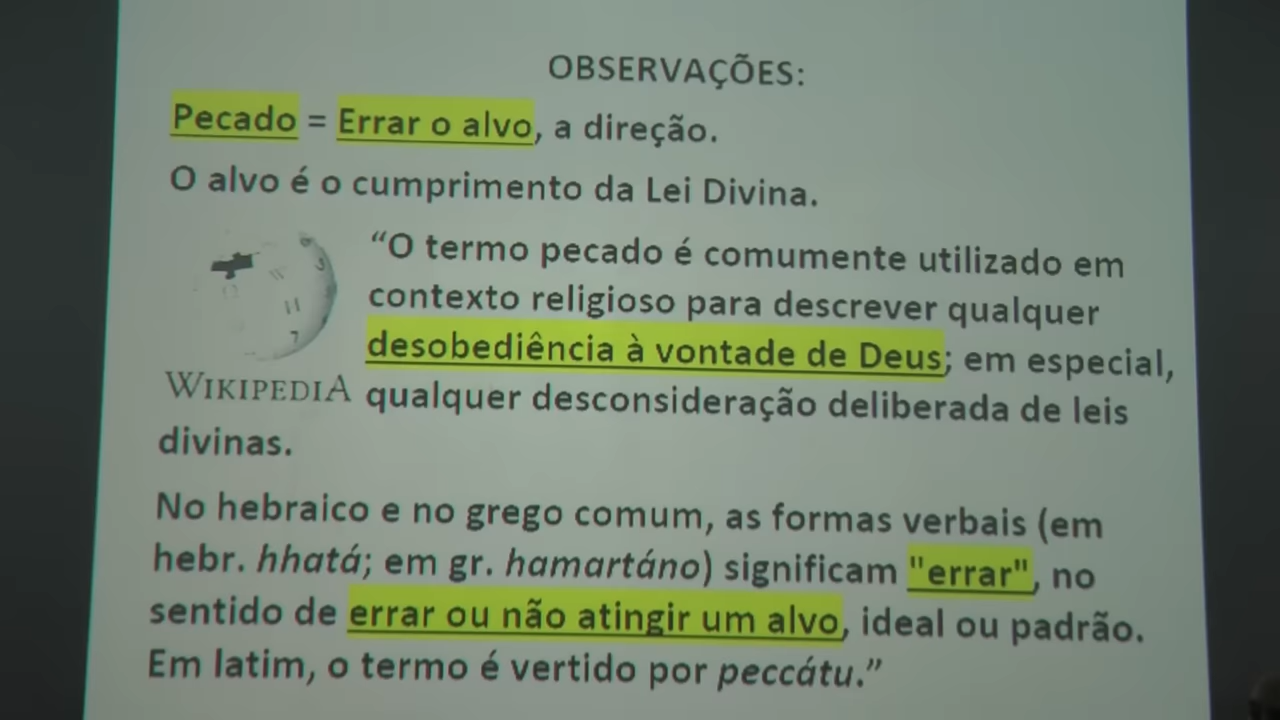 OBSERVAÇÕES:
Pecado = Errar o alvo, a direção.
O alvo é o cumprimento da Lei Divina.
“O termo pecado é comumente utilizado em
contexto religioso para descrever qualquer
desobediência à vontade de Deus; em especial,
WIKIPEDIA
qualquer desconsideração deliberada de leis
divinas.
No hebraico e no grego comum, as formas verbais (em
hebr. hhatá; em gr. hamartáno) significam "errar", no
sentido de errar ou não atingir um alvo, ideal ou padrão.
Em latim, o termo é vertido por peccátu.”